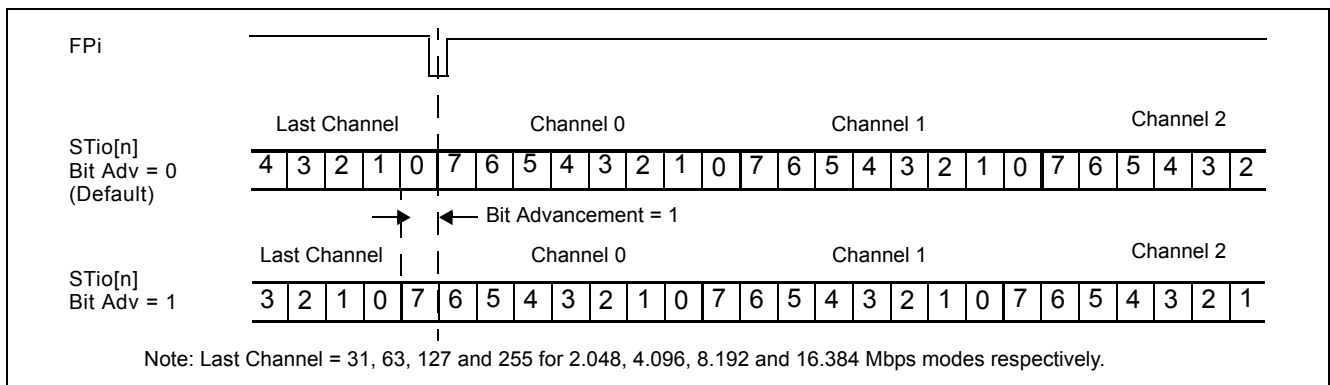 FPi
Last Channel Channel 0 Channel 1 Channel 2
STio[n]
Bit Adv = 0
(Default)
4 3 2 1 0 7 6 5 4 3 2 1 0 7 6 5 4 3 2 1 0 7 6 5 4 3 2
Bit Advancement = 1
Last Channel Channel 0 Channel 1 Channel 2
STio[n]
Bit Adv = 1
3 2 1 0 7 6 5 4 3 2 1 0 7 6 5 4 3 2 1 0 7 6 5 4 3 2 1
Note: Last Channel = 31, 63, 127 and 255 for 2.048, 4.096, 8.192 and 16.384 Mbps modes respectively.